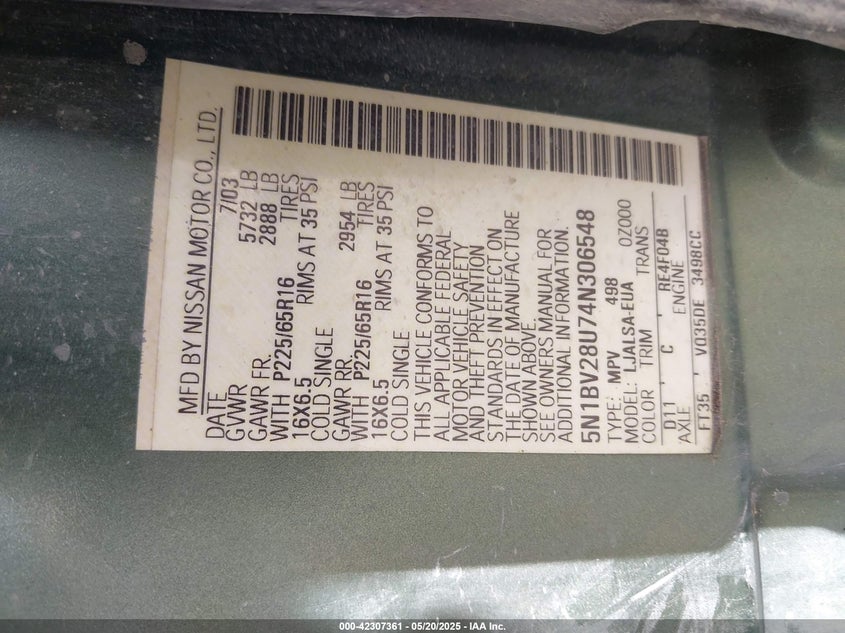 MFD BY NISSAN MOTOR CO., LTD.
DATE 7/03
GVWR 5732 LB
GAWR FR. 2888 LB
WITH P225/65R16 TIRES
16X6.5 RIMS AT 35 PSI
COLD SINGLE
GAWR RR. 2954 LB
WITH P225/65R16 TIRES
16X6.5 RIMS AT 35 PSI
COLD SINGLE
THIS VEHICLE CONFORMS TO
ALL APPLICABLE FEDERAL
MOTOR VEHICLE SAFETY
AND THEFT PREVENTION
STANDARDS IN EFFECT ON
THE DATE OF MANUFACTURE
SHOWN ABOVE.
SEE OWNERS MANUAL FOR
ADDITIONAL INFORMATION.
5N1BV28U74N306548
TYPE: MPV 498
MODEL: LJALSA-EUA 0Z000
COLOR TRIM TRANS
D11 C RE4F04B
AXLE ENGINE
FT35 VQ35DE 3498CC
000-42307361 | 05/20/2025 | IAA Inc.